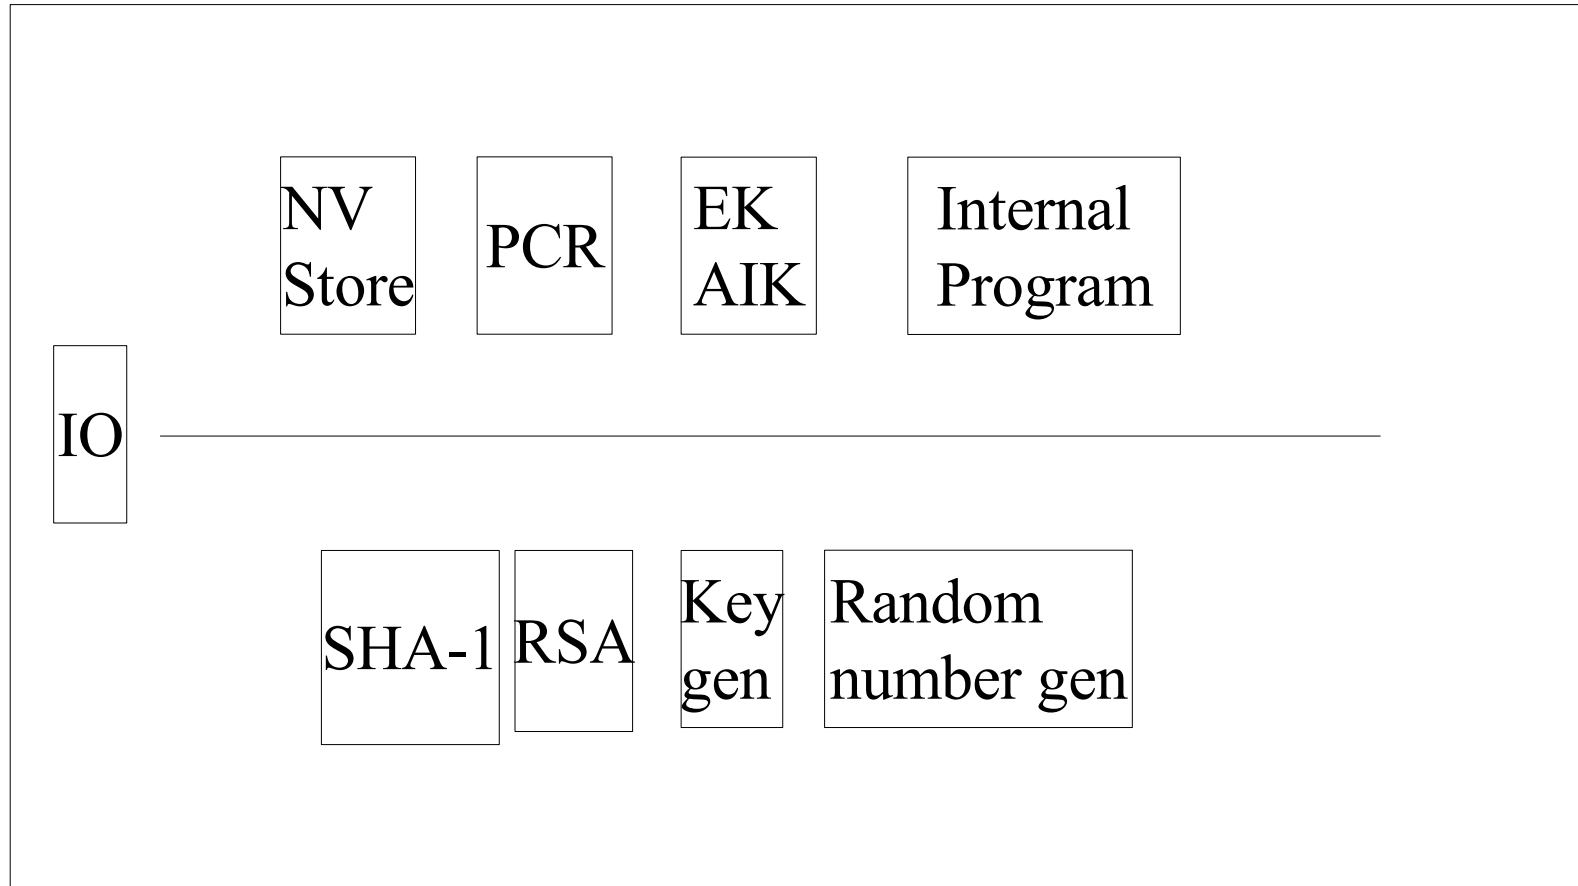 NV
Store
PCR
EK
AIK
Internal
Program
IO
SHA-1
RSA
Key
gen
Random
number gen